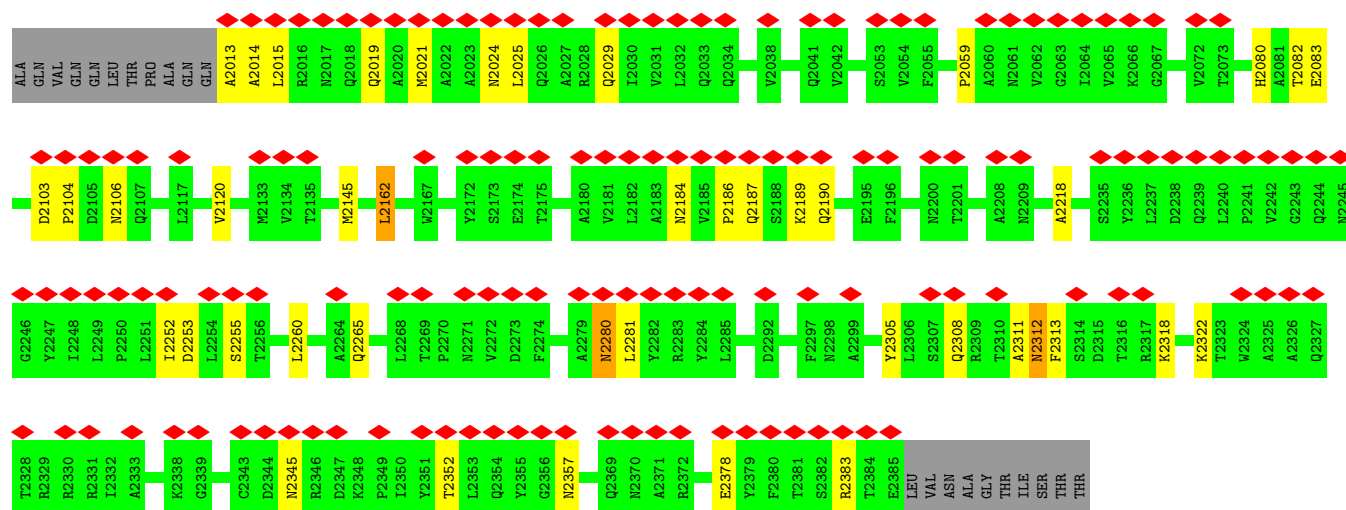 ALA GLN VAL GLN GLN LEU THR PRO ALA GLN GLN A2013 A2014 L2015 R2016 N2017 Q2018 Q2019 A2020 M2021 A2022 A2023 N2024 L2025 Q2026 A2027 R2028 Q2029 I2030 V2031 L2032 Q2033 Q2034 V2038 Q2041 V2042 S2053 V2054 F2055 P2059 A2060 N2061 V2062 G2063 I2064 V2065 K2066 G2067 V2072 T2073 H2080 A2081 T2082 E2083
D2103 P2104 D2105 N2106 Q2107 L2117 V2120 M2133 V2134 T2135 M2145 L2162 W2167 Y2172 S2173 E2174 T2175 A2180 V2181 L2182 A2183 N2184 V2185 P2186 Q2187 S2188 K2189 Q2190 E2195 F2196 N2200 T2201 A2208 N2209 A2218 S2235 Y2236 L2237 D2238 Q2239 L2240 P2241 V2242 G2243 Q2244 N2245
G2246 Y2247 I2248 L2249 P2250 L2251 I2252 D2253 L2254 S2255 T2256 L2260 A2264 Q2265 L2268 T2269 P2270 N2271 V2272 D2273 F2274 A2279 N2280 L2281 Y2282 R2283 Y2284 L2285 D2292 F2297 N2298 A2299 Y2305 L2306 S2307 Q2308 R2309 T2310 A2311 N2312 F2313 S2314 D2315 T2316 R2317 K2318 K2322 T2323 W2324 A2325 A2326 Q2327
T2328 R2329 R2330 R2331 I2332 A2333 K2338 G2339 C2343 D2344 N2345 R2346 D2347 K2348 P2349 I2350 Y2351 T2352 L2353 Q2354 Y2355 G2356 N2357 Q2369 N2370 A2371 R2372 E2378 Y2379 F2380 T2381 S2382 R2383 T2384 E2385 LEU VAL ASN ALA GLY THR ILE SER THR THR